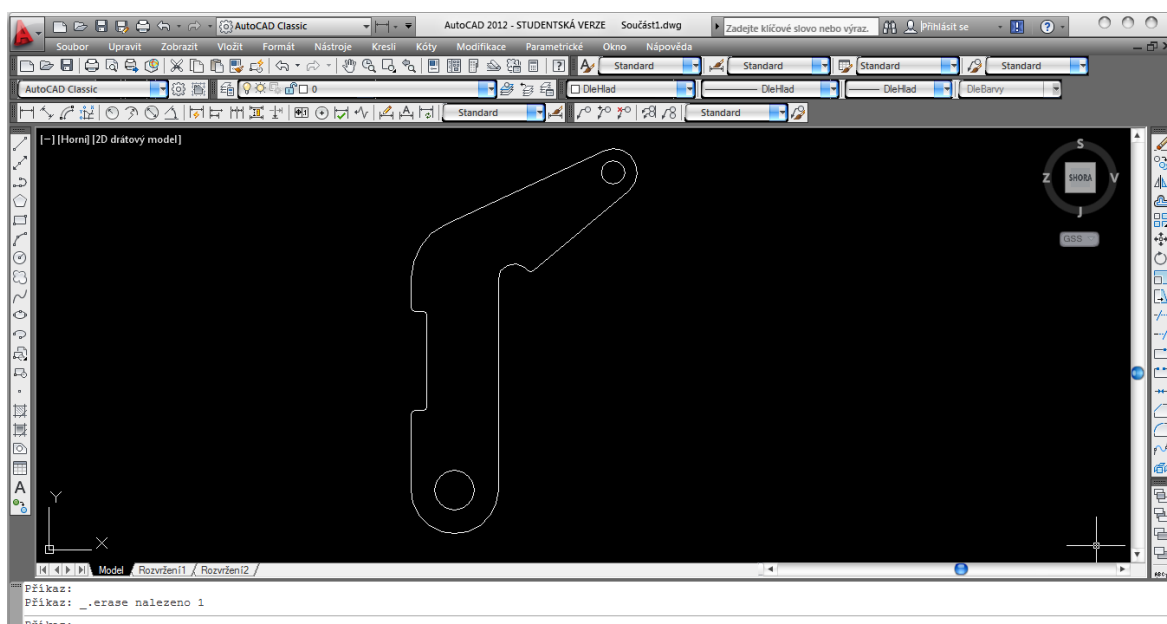 AutoCAD Classic AutoCAD 2012 - STUDENTSKÁ VERZE Součást1.dwg Zadejte klíčové slovo nebo výraz. Přihlásit se
Soubor Upravit Zobrazit Vložit Formát Nástroje Kresli Kóty Modifikace Parametrické Okno Nápověda
Standard Standard Standard Standard
AutoCAD Classic 0 DleHlad DleHlad DleHlad DleBarvy
Standard Standard
[−] [Horní] [2D drátový model]
S
Z SHORA V
J
GSS
A
Y
X
Model Rozvržení1 Rozvržení2
Příkaz:
Příkaz: _.erase nalezeno 1
Příkaz: